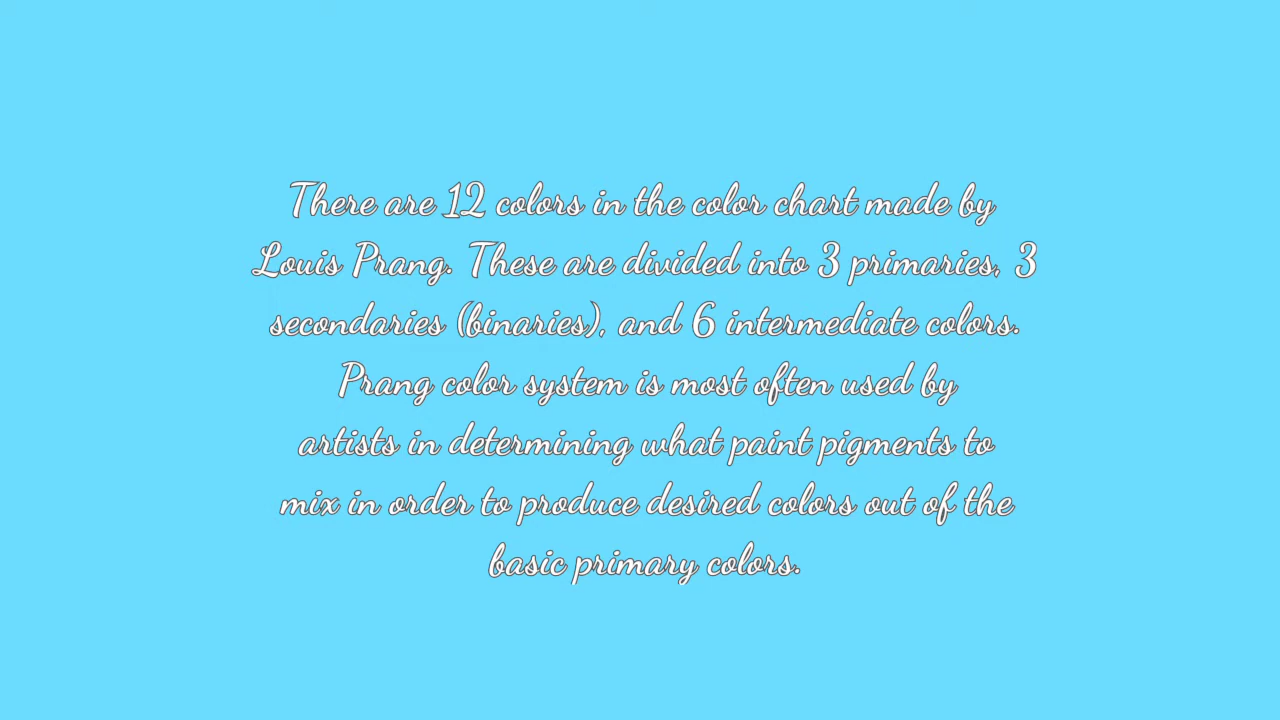 There are 12 colors in the color chart made by
Louis Prang. These are divided into 3 primaries, 3
secondaries (binaries), and 6 intermediate colors.
Prang color system is most often used by
artists in determining what paint pigments to
mix in order to produce desired colors out of the
basic primary colors.